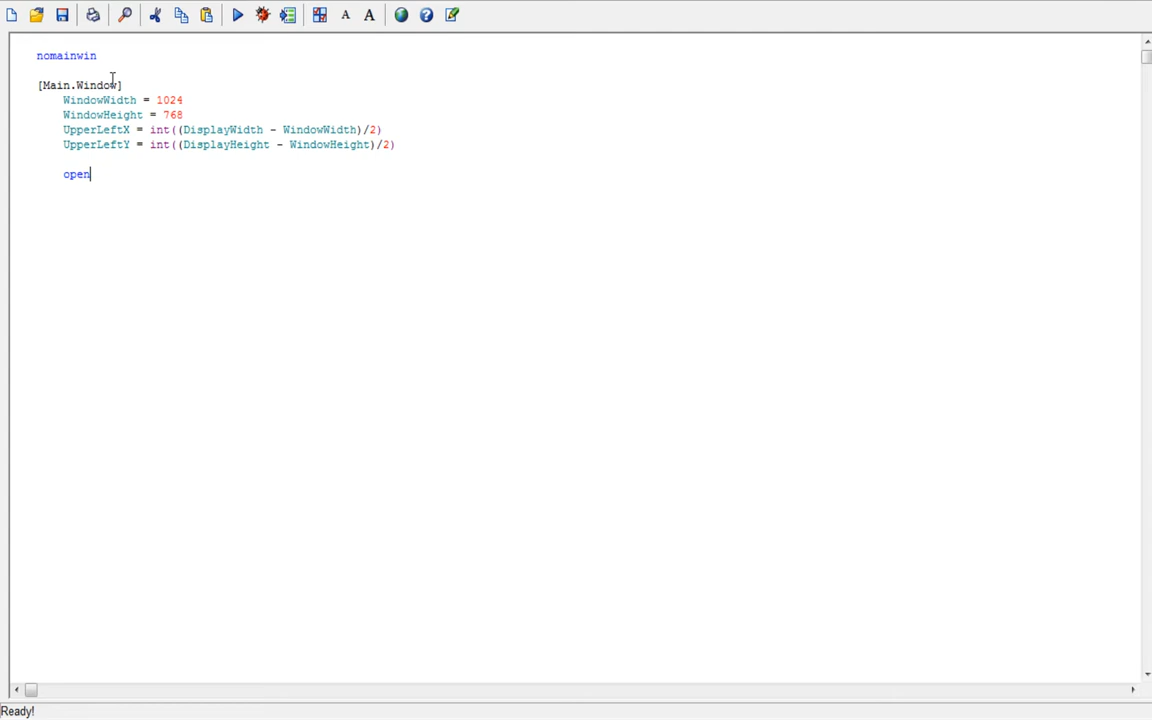 nomainwin
[Main.Window]
WindowWidth = 1024
WindowHeight = 768
UpperLeftX = int((DisplayWidth - WindowWidth)/2)
UpperLeftY = int((DisplayHeight - WindowHeight)/2)
open
Ready!